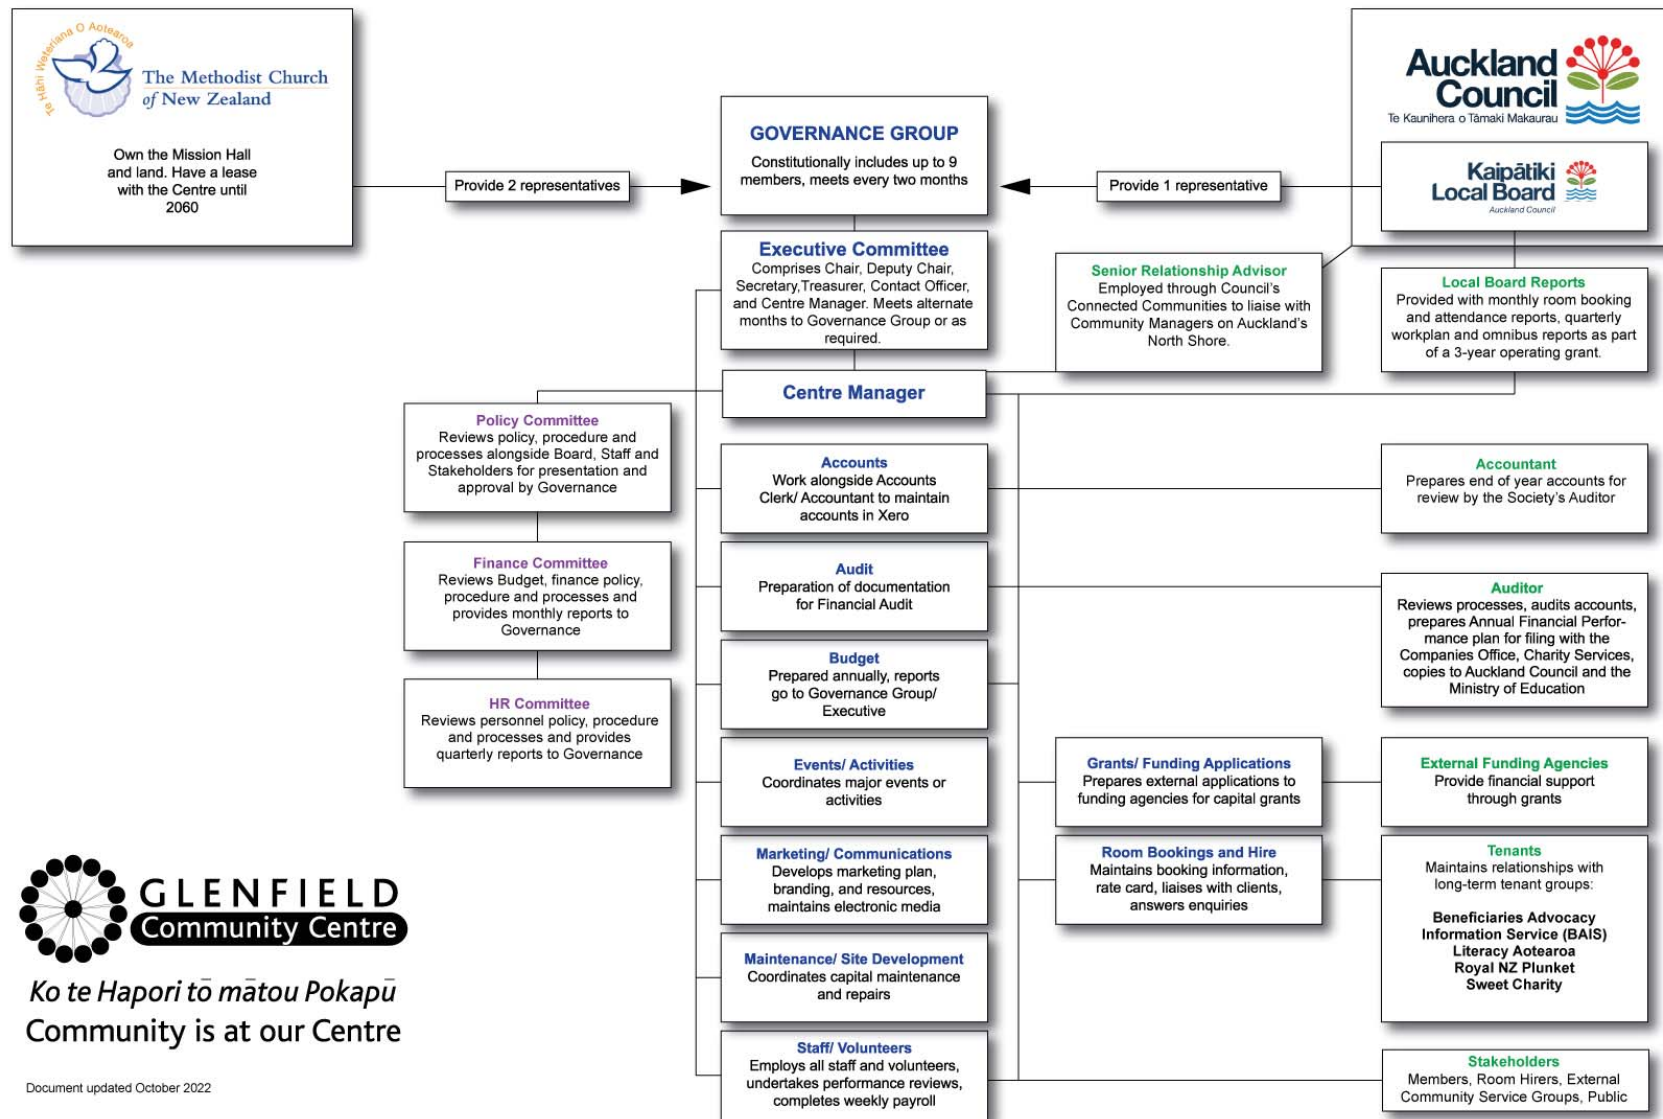 Te Hāhi Weteriana O Aotearoa
The Methodist Church
of New Zealand
Own the Mission Hall
and land. Have a lease
with the Centre until
2060
Provide 2 representatives
GOVERNANCE GROUP
Constitutionally includes up to 9
members, meets every two months
Provide 1 representative
Auckland
Council
Te Kaunihera o Tāmaki Makaurau
Kaipātiki
Local Board
Auckland Council
Executive Committee
Comprises Chair, Deputy Chair,
Secretary,Treasurer, Contact Officer,
and Centre Manager. Meets alternate
months to Governance Group or as
required.
Senior Relationship Advisor
Employed through Council's
Connected Communities to liaise with
Community Managers on Auckland's
North Shore.
Local Board Reports
Provided with monthly room booking
and attendance reports, quarterly
workplan and omnibus reports as part
of a 3-year operating grant.
Centre Manager
Policy Committee
Reviews policy, procedure and
processes alongside Board, Staff and
Stakeholders for presentation and
approval by Governance
Finance Committee
Reviews Budget, finance policy,
procedure and processes and
provides monthly reports to
Governance
HR Committee
Reviews personnel policy, procedure
and processes and provides
quarterly reports to Governance
Accounts
Work alongside Accounts
Clerk/ Accountant to maintain
accounts in Xero
Accountant
Prepares end of year accounts for
review by the Society's Auditor
Audit
Preparation of documentation
for Financial Audit
Auditor
Reviews processes, audits accounts,
prepares Annual Financial Perfor-
mance plan for filing with the
Companies Office, Charity Services,
copies to Auckland Council and the
Ministry of Education
Budget
Prepared annually, reports
go to Governance Group/
Executive
Events/ Activities
Coordinates major events or
activities
Grants/ Funding Applications
Prepares external applications to
funding agencies for capital grants
External Funding Agencies
Provide financial support
through grants
Marketing/ Communications
Develops marketing plan,
branding, and resources,
maintains electronic media
Room Bookings and Hire
Maintains booking information,
rate card, liaises with clients,
answers enquiries
Tenants
Maintains relationships with
long-term tenant groups:
Beneficiaries Advocacy
Information Service (BAIS)
Literacy Aotearoa
Royal NZ Plunket
Sweet Charity
Maintenance/ Site Development
Coordinates capital maintenance
and repairs
Staff/ Volunteers
Employs all staff and volunteers,
undertakes performance reviews,
completes weekly payroll
Stakeholders
Members, Room Hirers, External
Community Service Groups, Public
GLENFIELD
Community Centre
Ko te Hapori tō mātou Pokapū
Community is at our Centre
Document updated October 2022